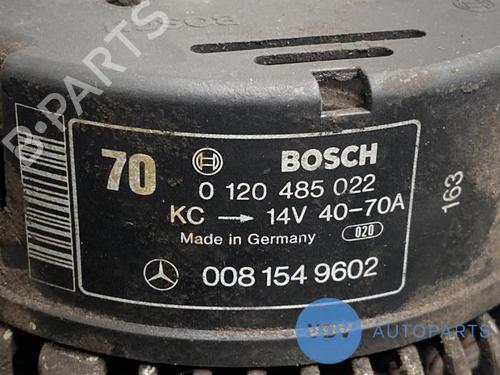 BOSCH
B-PARTS
70 BOSCH
0 120 485 022
KC → 14V 40-70A
Made in Germany 020
008 154 9602
163
VDV AUTOPARTS